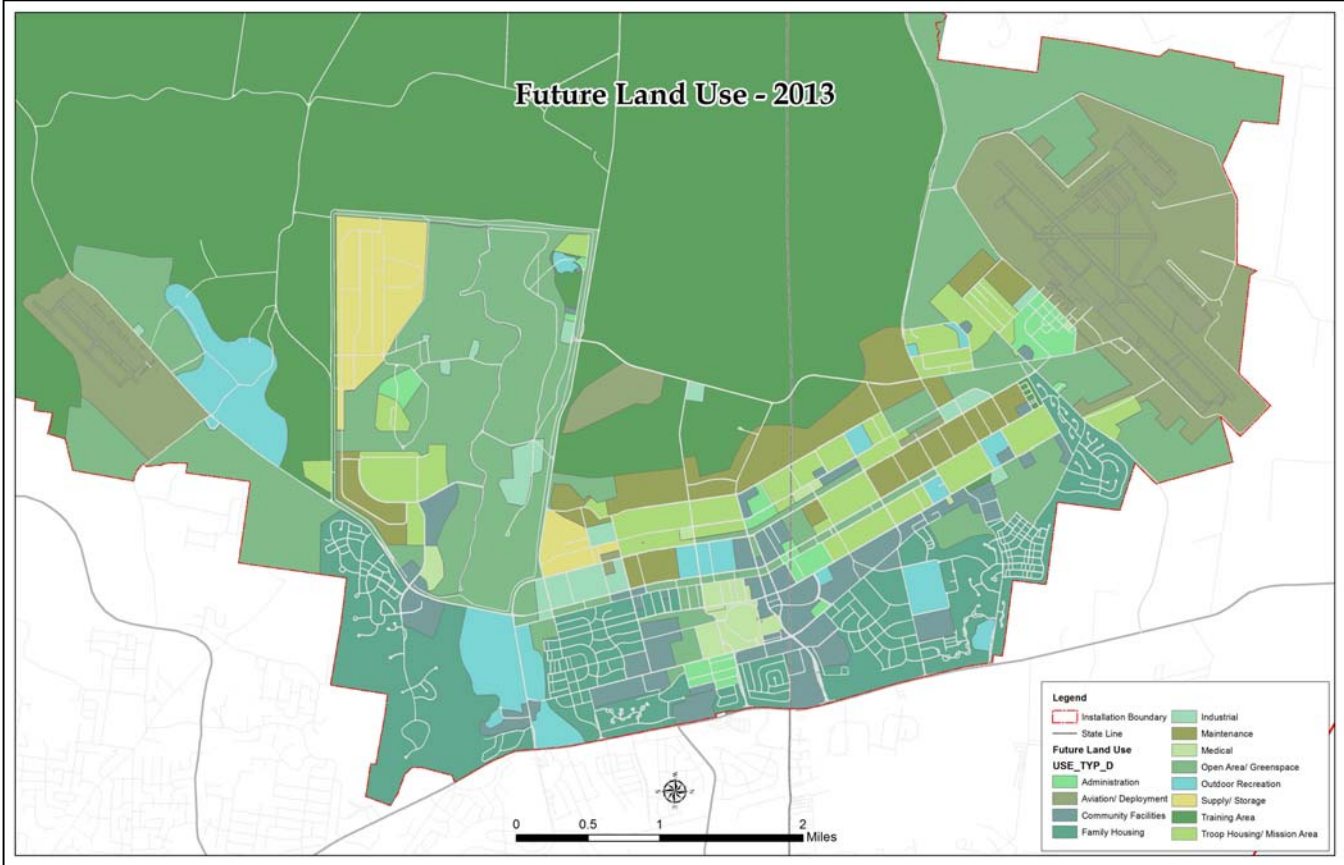 Future Land Use - 2013
Legend
Installation Boundary
State Line
Future Land Use
USE_TYP_D
Administration
Aviation/ Deployment
Community Facilities
Family Housing
Industrial
Maintenance
Medical
Open Area/ Greenspace
Outdoor Recreation
Supply/ Storage
Training Area
Troop Housing/ Mission Area
0 0.5 1 2
Miles